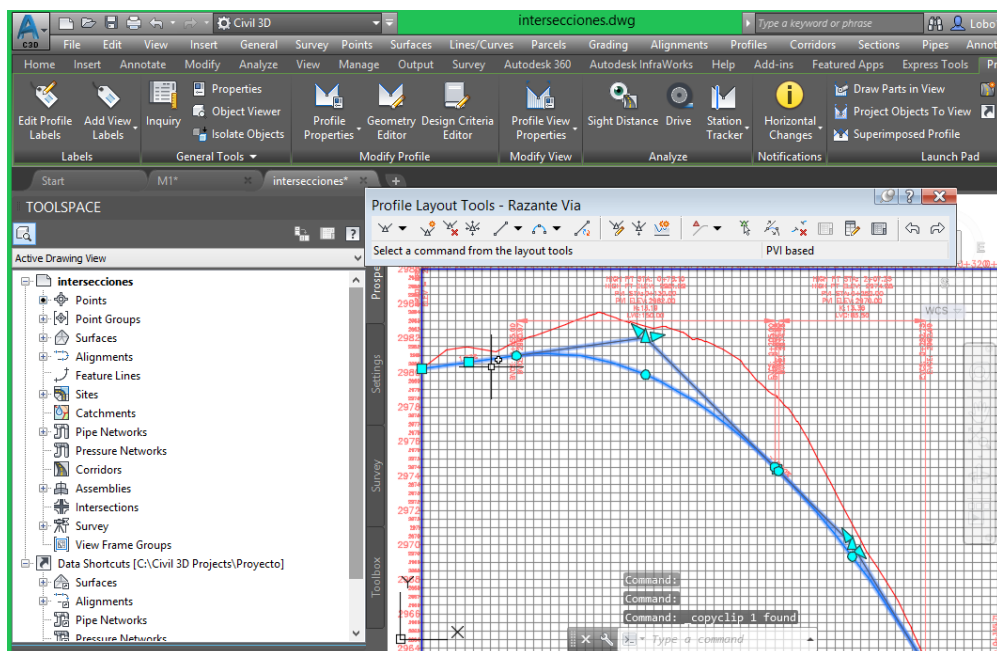 Civil 3D intersecciones.dwg Type a keyword or phrase Lobo
C3D File Edit View Insert General Survey Points Surfaces Lines/Curves Parcels Grading Alignments Profiles Corridors Sections Pipes Annot
Home Insert Annotate Modify Analyze View Manage Output Survey Autodesk 360 Autodesk InfraWorks Help Add-ins Featured Apps Express Tools Pr
Properties Draw Parts in View
Object Viewer Project Objects To View
Edit Profile Add View Inquiry Isolate Objects Profile Geometry Design Criteria Profile View Sight Distance Drive Station Horizontal Superimposed Profile
Labels Labels Properties Editor Editor Properties Tracker Changes
Labels General Tools Modify Profile Modify View Analyze Notifications Launch Pad
Start M1* intersecciones*
TOOLSPACE
Profile Layout Tools - Razante Via
Select a command from the layout tools PVI based
Active Drawing View
intersecciones
Points
Point Groups
Surfaces
Alignments
Feature Lines
Sites
Catchments
Pipe Networks
Pressure Networks
Corridors
Assemblies
Intersections
Survey
View Frame Groups
Data Shortcuts [C:\Civil 3D Projects\Proyecto]
Surfaces
Alignments
Pipe Networks
Pressure Networks
Prospe
Settings
Survey
Toolbox
WCS
E
2982
2978
2976
2974
2972
2970
2966
2964
Y
X
Command:
Command:
Command: _copyclip 1 found
Type a command